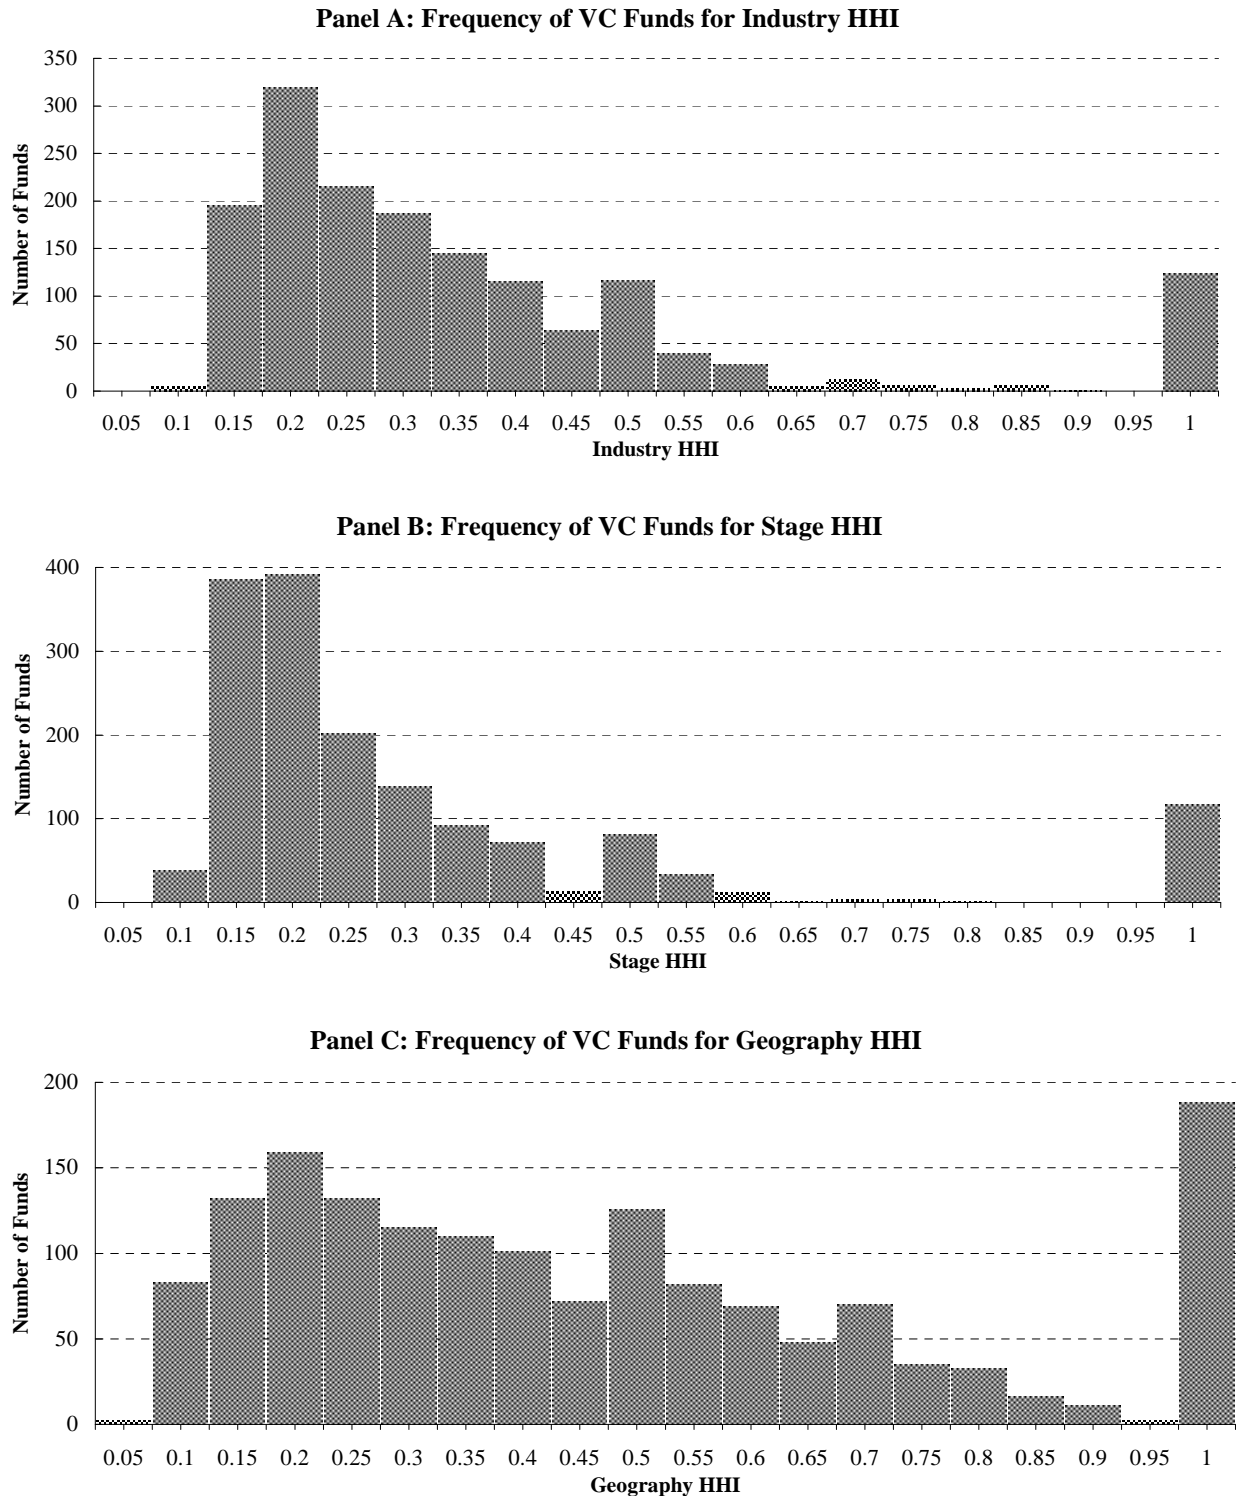 Panel A: Frequency of VC Funds for Industry HHI
350
300
250
200
150
100
50
0
Number of Funds
0.05 0.1 0.15 0.2 0.25 0.3 0.35 0.4 0.45 0.5 0.55 0.6 0.65 0.7 0.75 0.8 0.85 0.9 0.95 1
Industry HHI
Panel B: Frequency of VC Funds for Stage HHI
400
300
200
100
0
Number of Funds
0.05 0.1 0.15 0.2 0.25 0.3 0.35 0.4 0.45 0.5 0.55 0.6 0.65 0.7 0.75 0.8 0.85 0.9 0.95 1
Stage HHI
Panel C: Frequency of VC Funds for Geography HHI
200
150
100
50
0
Number of Funds
0.05 0.1 0.15 0.2 0.25 0.3 0.35 0.4 0.45 0.5 0.55 0.6 0.65 0.7 0.75 0.8 0.85 0.9 0.95 1
Geography HHI